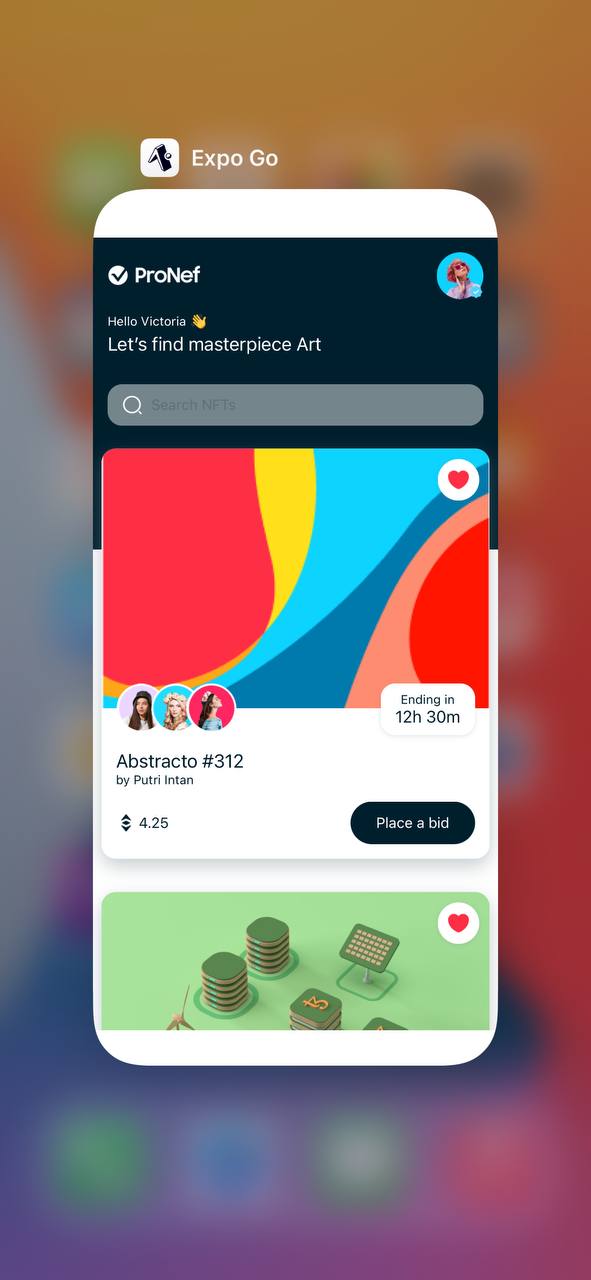 Expo Go
ProNef
Hello Victoria 👋
Let’s find masterpiece Art
Search NFTs
Ending in
12h 30m
Abstracto #312
by Putri Intan
4.25
Place a bid